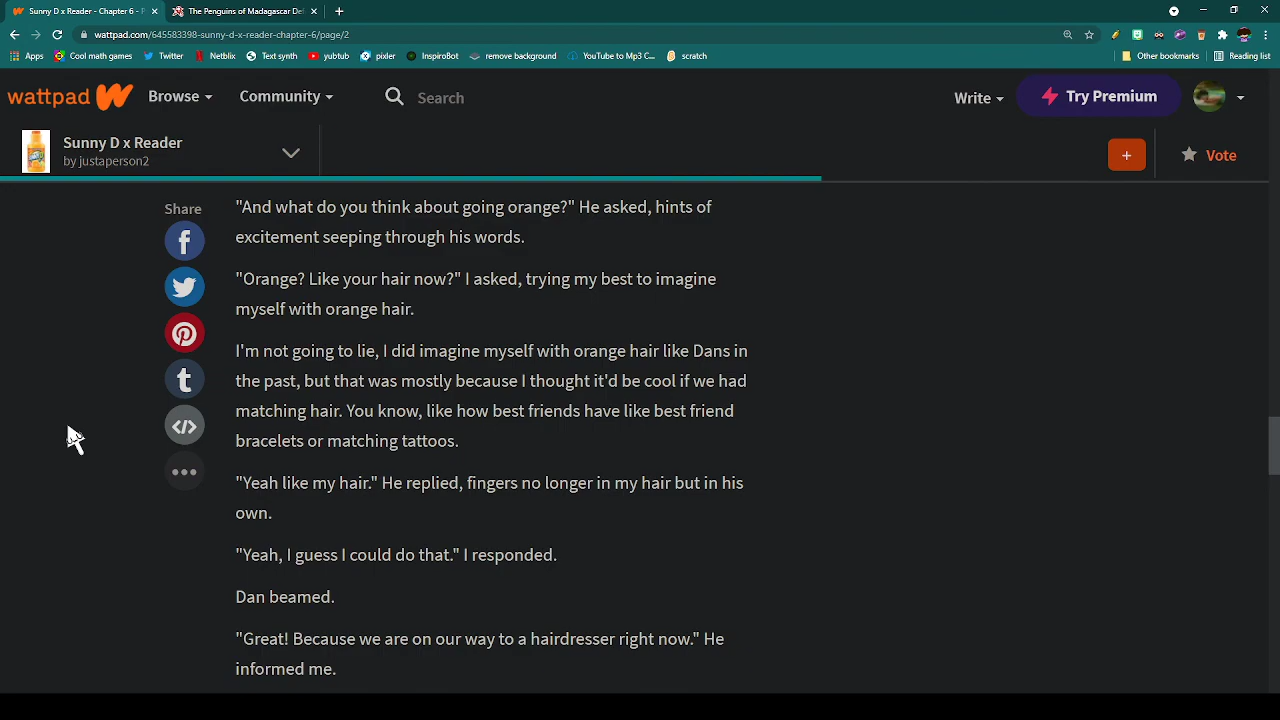 Sunny D x Reader - Chapter 6 - P
The Penguins of Madagascar Def
wattpad.com/645583398-sunny-d-x-reader-chapter-6/page/2
Apps
Cool math games
Twitter
Netblix
Text synth
yubtub
pixler
InspiroBot
remove background
YouTube to Mp3 C...
scratch
Other bookmarks
Reading list
wattpad
Browse
Community
Search
Write
Try Premium
Sunny D x Reader
by justaperson2
+
Vote
Share
"And what do you think about going orange?" He asked, hints of
excitement seeping through his words.
"Orange? Like your hair now?" I asked, trying my best to imagine
myself with orange hair.
I'm not going to lie, I did imagine myself with orange hair like Dans in
the past, but that was mostly because I thought it'd be cool if we had
matching hair. You know, like how best friends have like best friend
bracelets or matching tattoos.
"Yeah like my hair." He replied, fingers no longer in my hair but in his
own.
"Yeah, I guess I could do that." I responded.
Dan beamed.
"Great! Because we are on our way to a hairdresser right now." He
informed me.